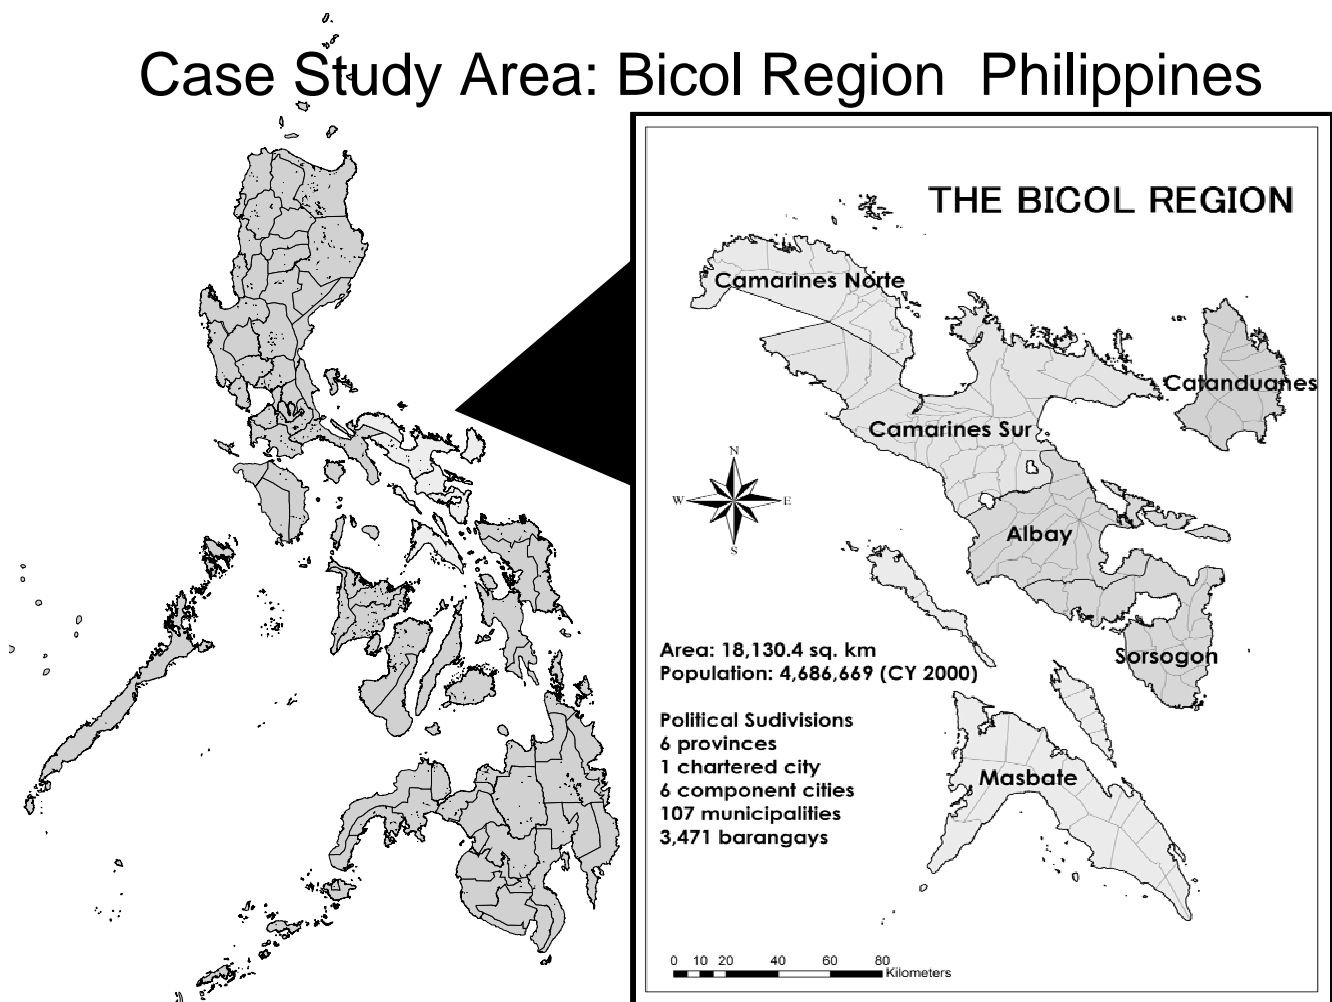 Case Study Area: Bicol Region  Philippines
THE BICOL REGION
Camarines Norte
Catanduanes
Camarines Sur
N
W
E
S
Albay
Area: 18,130.4 sq. km
Population: 4,686,669 (CY 2000)
Sorsogon
Political Sudivisions
6 provinces
1 chartered city
6 component cities
107 municipalities
3,471 barangays
Masbate
0 10 20 40 60 80
Kilometers